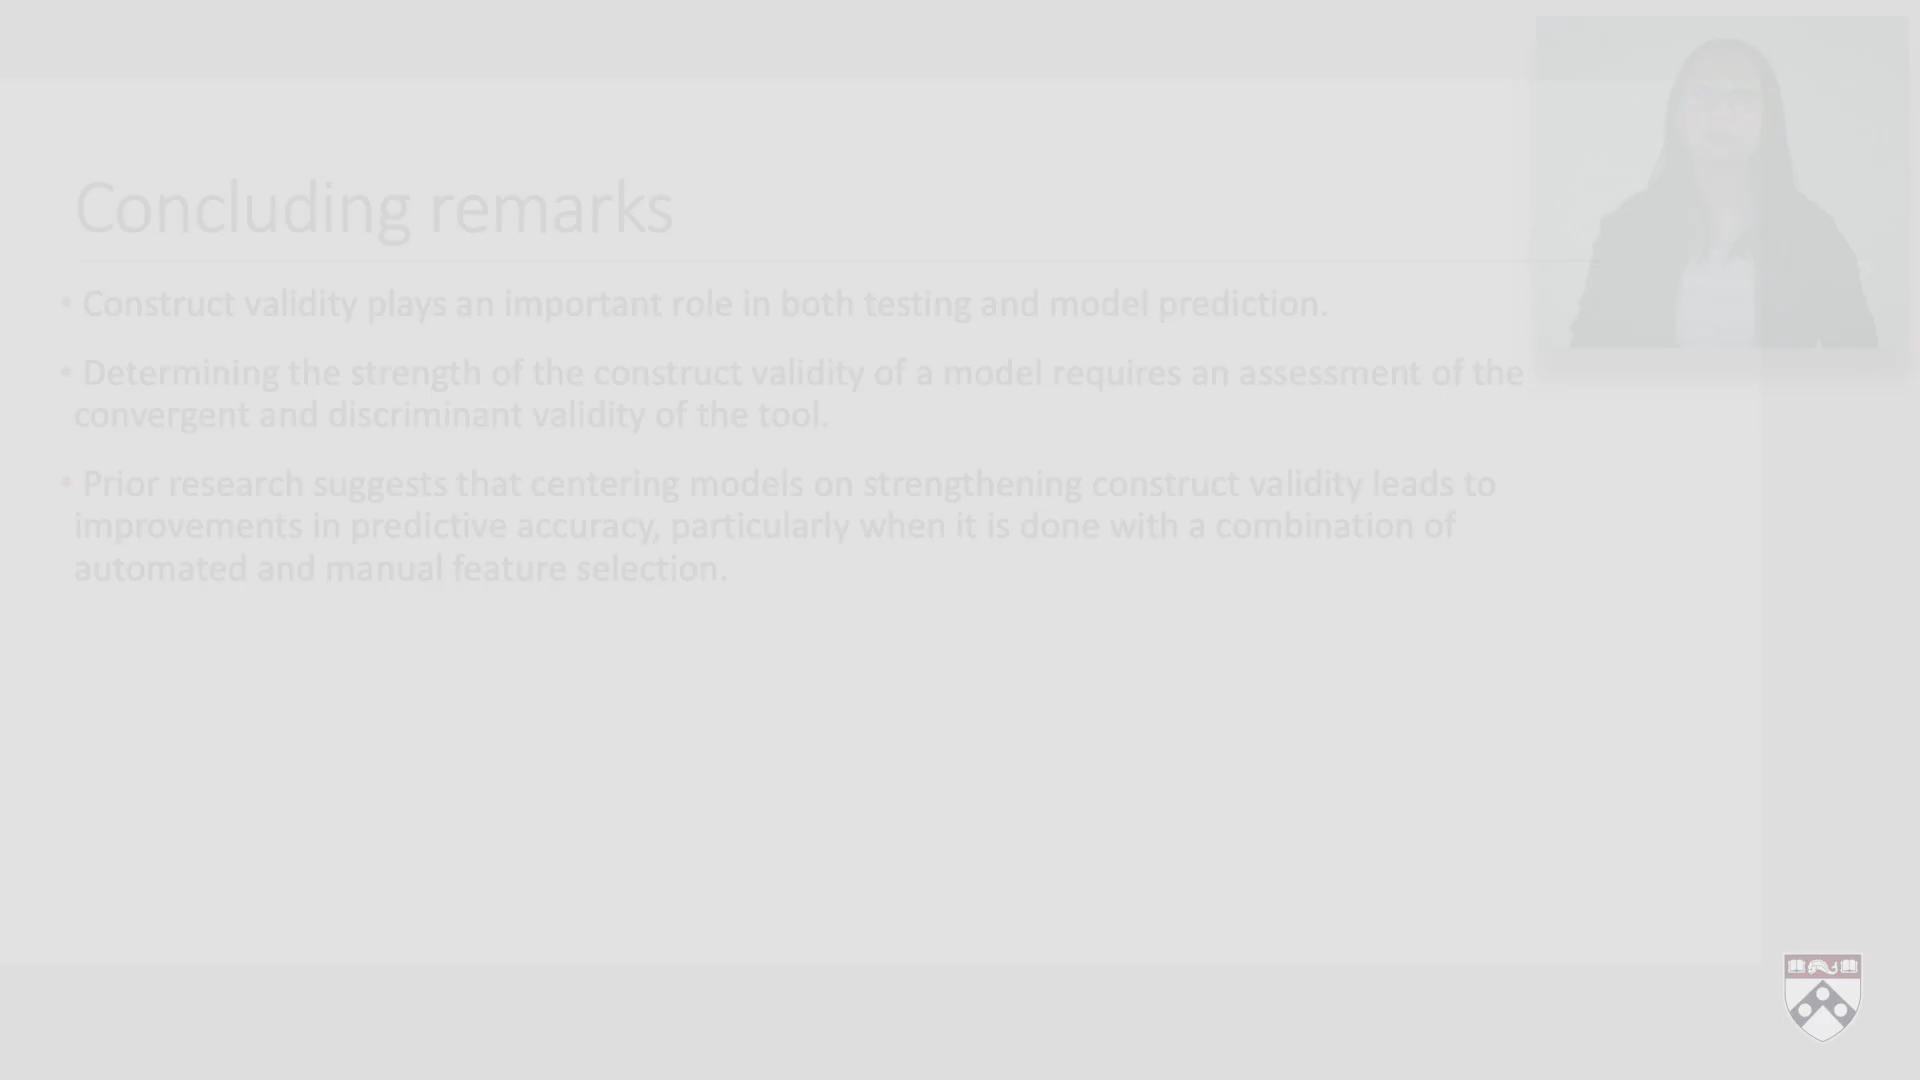 Concluding remarks
• Construct validity plays an important role in both testing and model prediction.
• Determining the strength of the construct validity of a model requires an assessment of the
convergent and discriminant validity of the tool.
• Prior research suggests that centering models on strengthening construct validity leads to
improvements in predictive accuracy, particularly when it is done with a combination of
automated and manual feature selection.